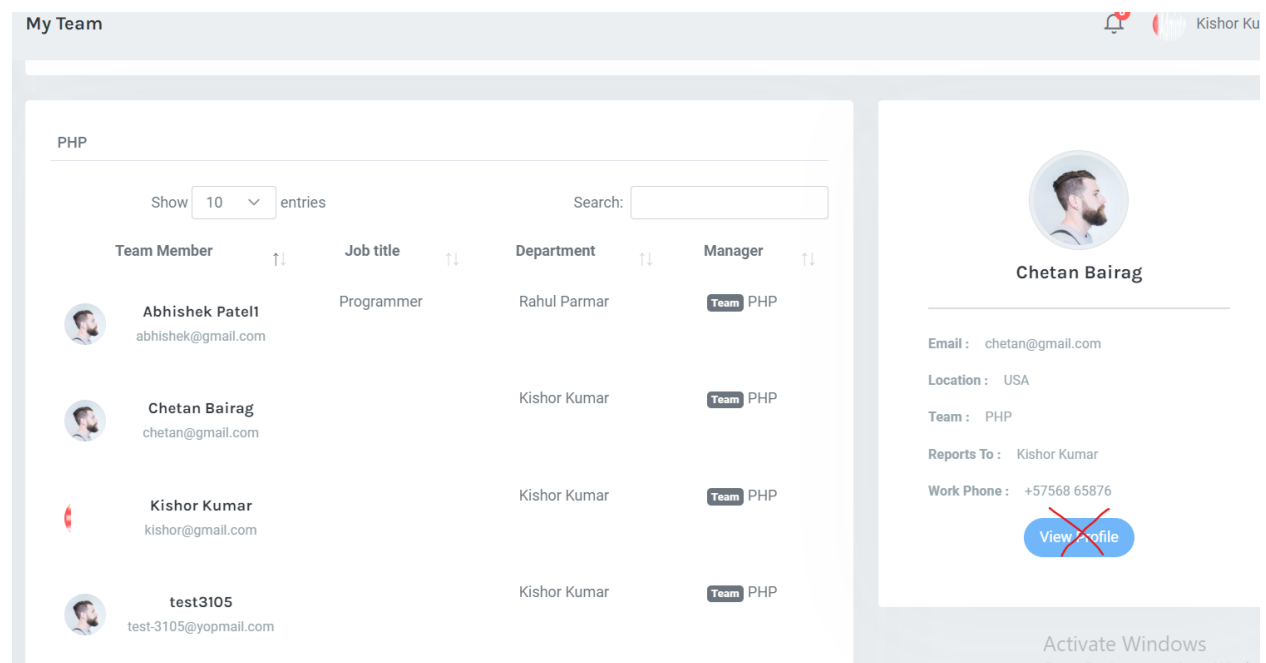 My Team
Kishor Ku
PHP
Show 10 entries
Search:
Team Member Job title Department Manager
Abhishek Patel1 Programmer Rahul Parmar Team PHP
abhishek@gmail.com
Chetan Bairag Kishor Kumar Team PHP
chetan@gmail.com
Kishor Kumar Kishor Kumar Team PHP
kishor@gmail.com
test3105 Kishor Kumar Team PHP
test-3105@yopmail.com
Chetan Bairag
Email : chetan@gmail.com
Location : USA
Team : PHP
Reports To : Kishor Kumar
Work Phone : +57568 65876
View Profile
Activate Windows